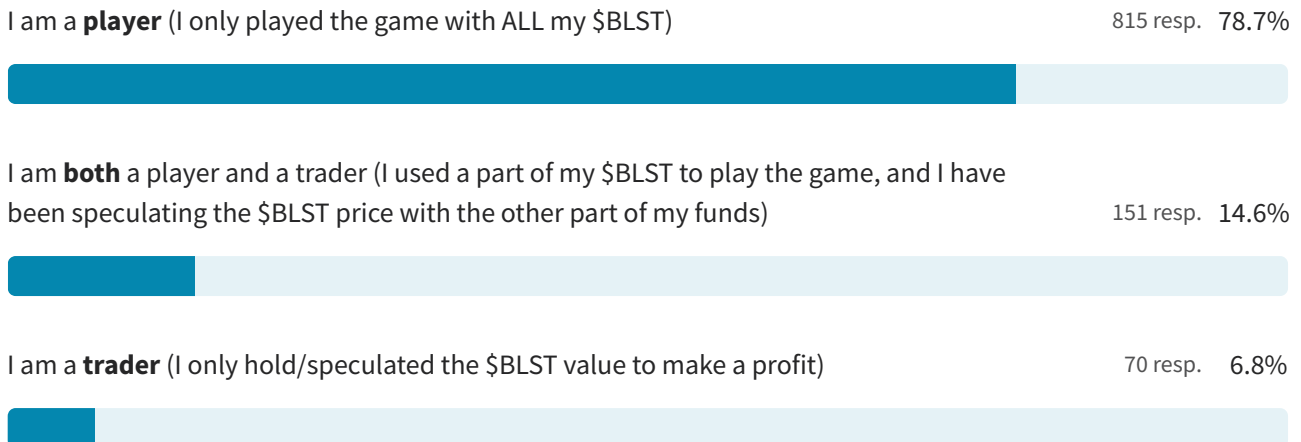 I am a player (I only played the game with ALL my $BLST) 815 resp. 78.7%
I am both a player and a trader (I used a part of my $BLST to play the game, and I have
been speculating the $BLST price with the other part of my funds) 151 resp. 14.6%
I am a trader (I only hold/speculated the $BLST value to make a profit) 70 resp. 6.8%